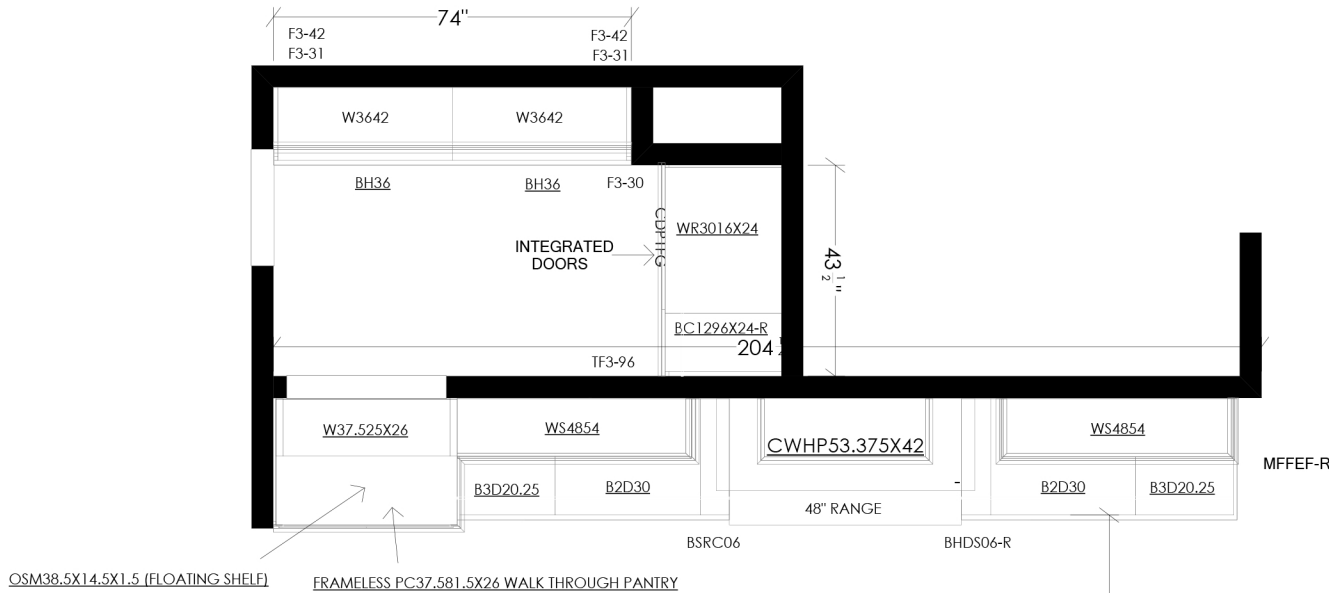 74"
F3-42
F3-31
F3-42
F3-31
W3642
W3642
BH36
BH36
F3-30
WR3016X24
INTEGRATED
DOORS
43 1/2"
BC1296X24-R
204
TF3-96
W37.525X26
WS4854
CWHP53.375X42
WS4854
MFFEF-R
B3D20.25
B2D30
48" RANGE
B2D30
B3D20.25
BSRC06
BHDS06-R
OSM38.5X14.5X1.5 (FLOATING SHELF)
FRAMELESS PC37.581.5X26 WALK THROUGH PANTRY